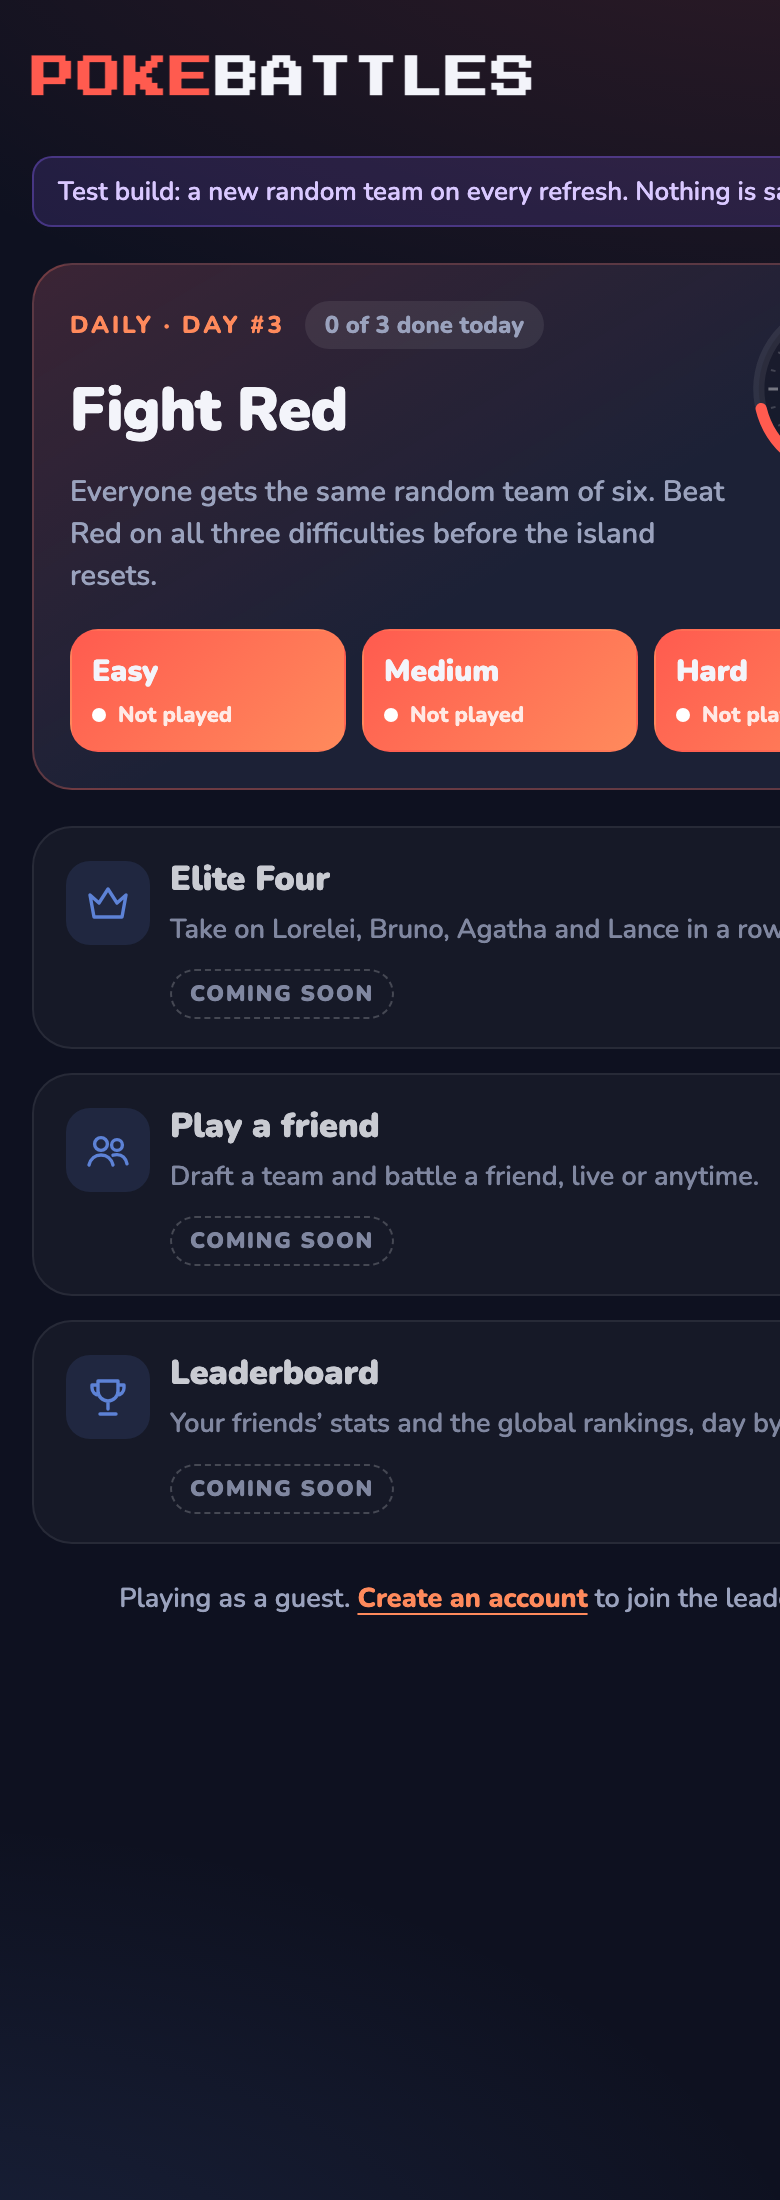 POKEBATTLES
Test build: a new random team on every refresh. Nothing is
DAILY · DAY #3
0 of 3 done today
Fight Red
Everyone gets the same random team of six. Beat
Red on all three difficulties before the island
resets.
Easy
Not played
Medium
Not played
Hard
Not
Elite Four
Take on Lorelei, Bruno, Agatha and Lance in a row
COMING SOON
Play a friend
Draft a team and battle a friend, live or anytime.
COMING SOON
Leaderboard
Your friends’ stats and the global rankings, day by
COMING SOON
Playing as a guest. Create an account to join the